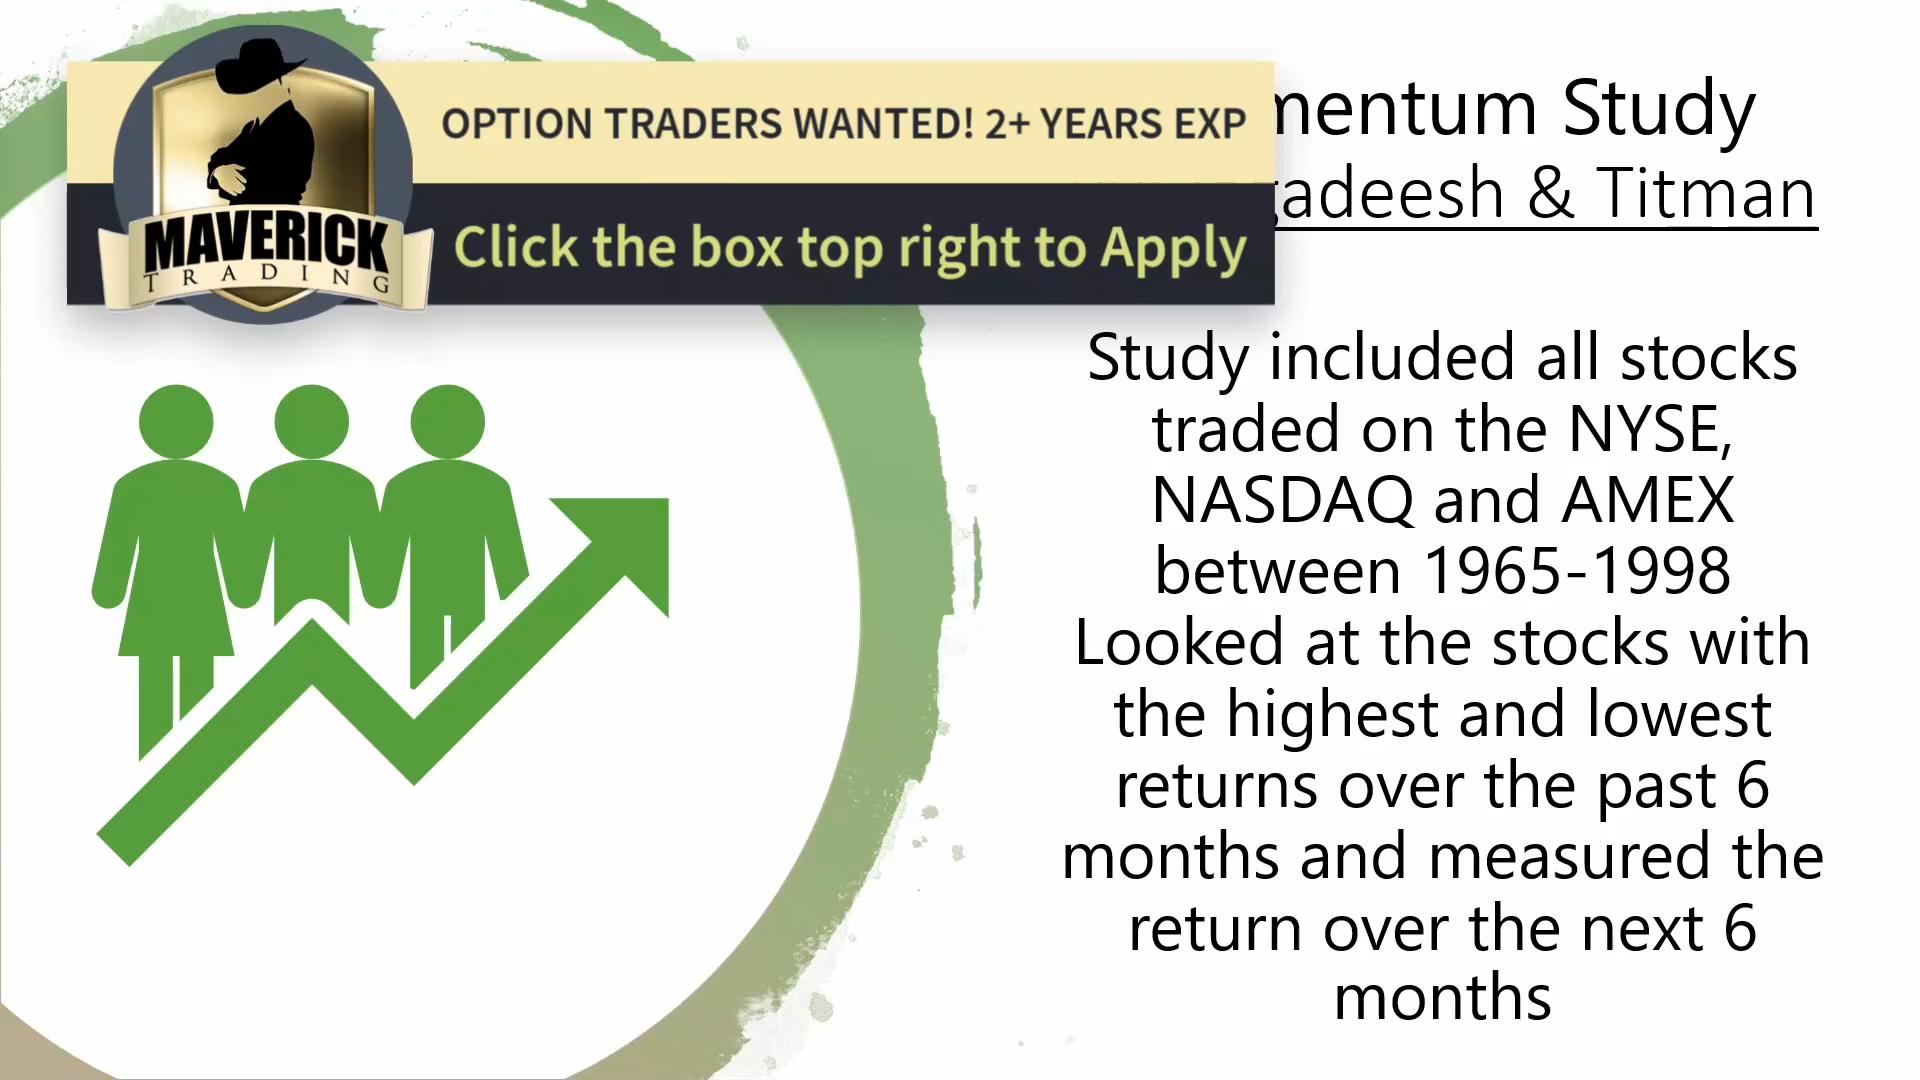 OPTION TRADERS WANTED! 2+ YEARS EXP
Click the box top right to Apply
MAVERICK
TRADING
Study
& Titman
Study included all stocks
traded on the NYSE,
NASDAQ and AMEX
between 1965-1998
Looked at the stocks with
the highest and lowest
returns over the past 6
months and measured the
return over the next 6
months